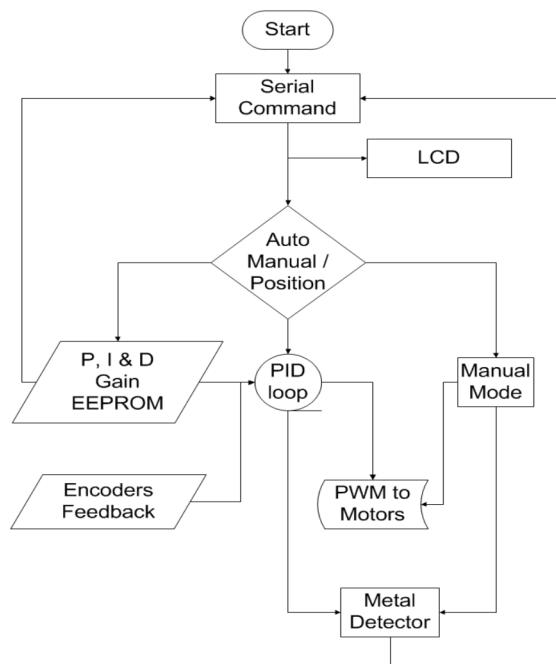 Start
Serial
Command
LCD
Auto
Manual /
Position
P, I & D
Gain
EEPROM
PID
loop
Manual
Mode
Encoders
Feedback
PWM to
Motors
Metal
Detector